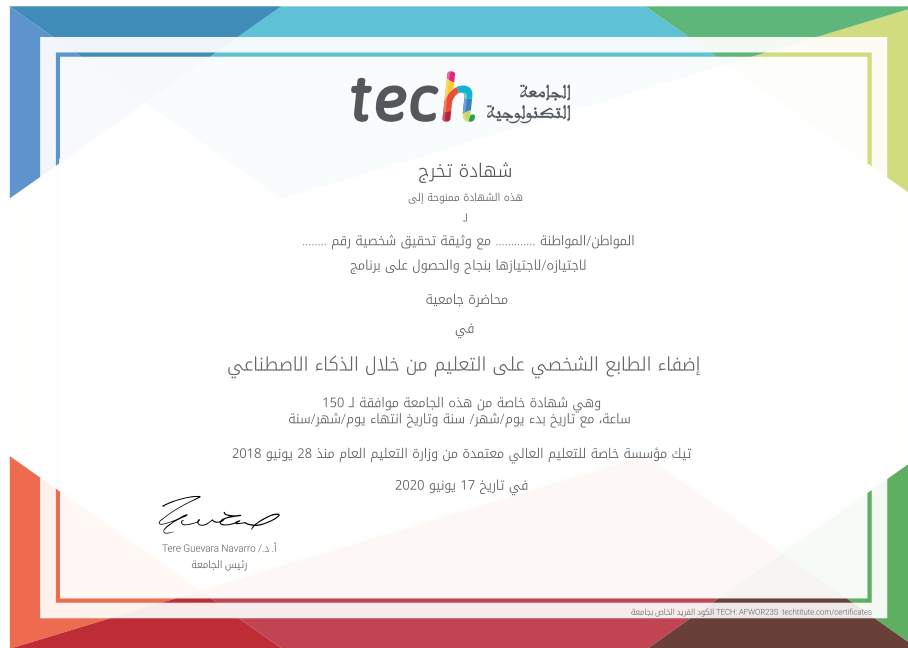 tech الجامعة
التكنولوجية
شهادة تخرج
هذه الشهادة ممنوحة إلى
لـ
المواطن/المواطنة ............ مع وثيقة تحقيق شخصية رقم ........
لاجتيازه/لاجتيازها بنجاح والحصول على برنامج
محاضرة جامعية
في
إضفاء الطابع الشخصي على التعليم من خلال الذكاء الاصطناعي
وهي شهادة خاصة من هذه الجامعة موافقة لـ 150
ساعة، مع تاريخ بدء يوم/شهر/ سنة وتاريخ انتهاء يوم/شهر/سنة
تيك مؤسسة خاصة للتعليم العالي معتمدة من وزارة التعليم العام منذ 28 يونيو 2018
في تاريخ 17 يونيو 2020
أ. د./ Tere Guevara Navarro
رئيس الجامعة
الكود الفريد الخاص بجامعة TECH: AFWOR23S techtitute.com/certificates